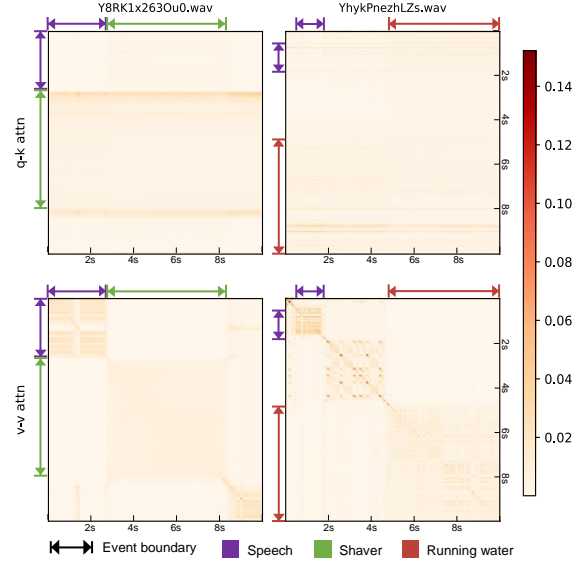 Y8RK1x263Ou0.wav
YhykPnezhLZs.wav
q-k attn
2s 4s 6s 8s
2s
4s
6s
8s
2s 4s 6s 8s
0.14
0.12
0.10
0.08
0.06
0.04
0.02
v-v attn
2s 4s 6s 8s
2s
4s
6s
8s
2s 4s 6s 8s
Event boundary Speech Shaver Running water